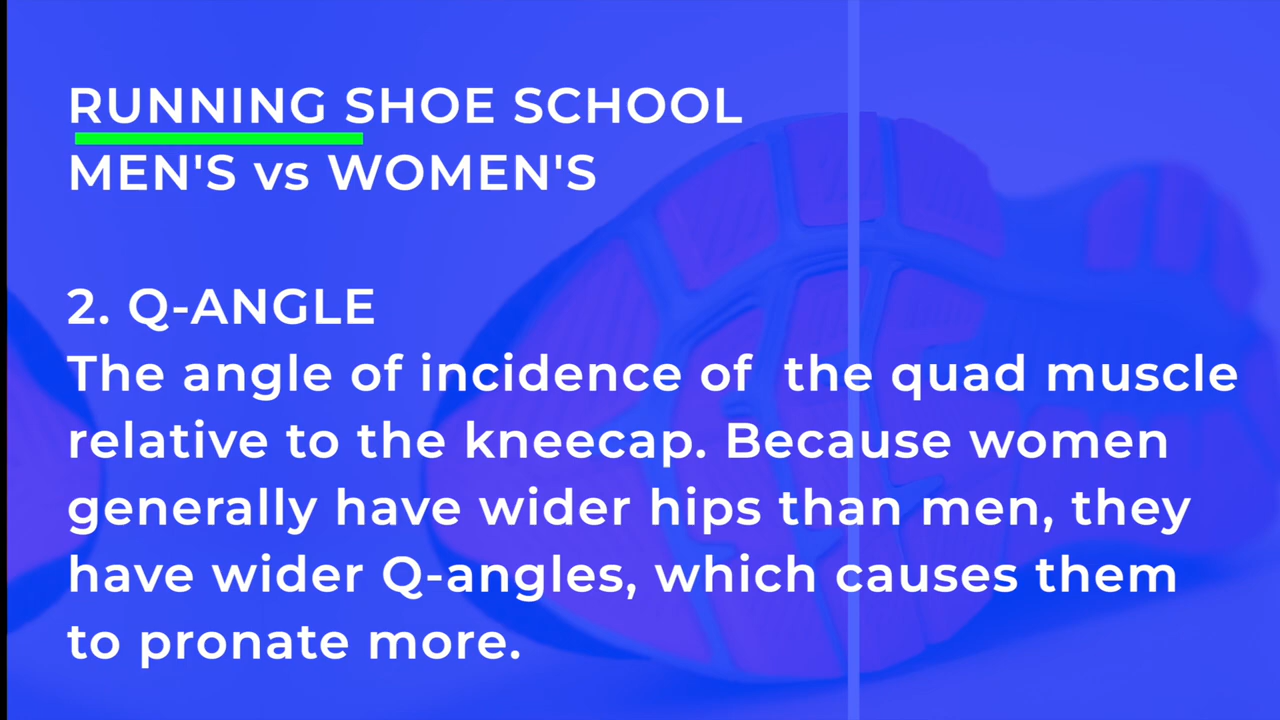 RUNNING SHOE SCHOOL
MEN'S vs WOMEN'S
2. Q-ANGLE
The angle of incidence of the quad muscle
relative to the kneecap. Because women
generally have wider hips than men, they
have wider Q-angles, which causes them
to pronate more.